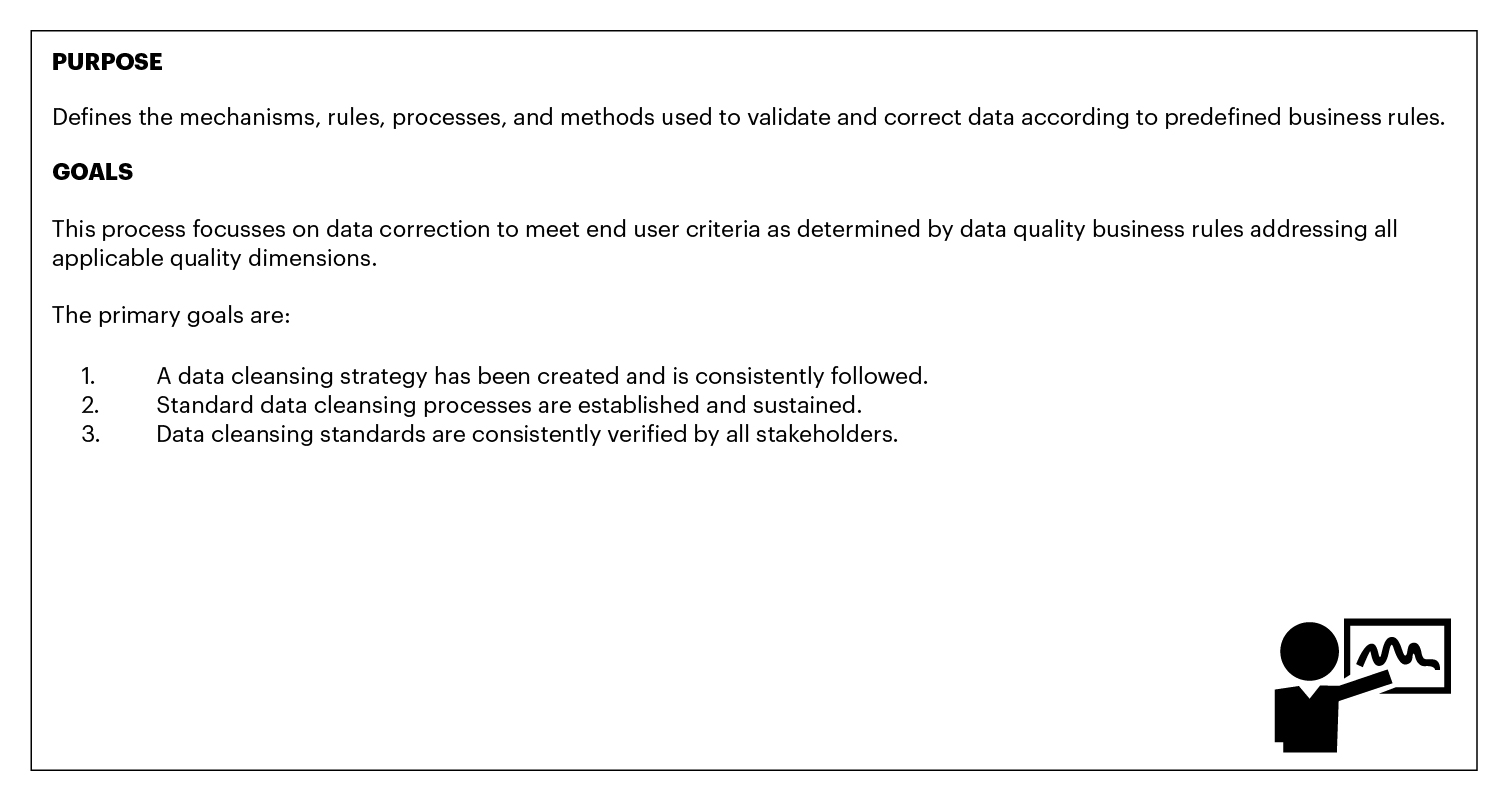 PURPOSE
Defines the mechanisms, rules, processes, and methods used to validate and correct data according to predefined business rules.
GOALS
This process focusses on data correction to meet end user criteria as determined by data quality business rules addressing all
applicable quality dimensions.
The primary goals are:
1. A data cleansing strategy has been created and is consistently followed.
2. Standard data cleansing processes are established and sustained.
3. Data cleansing standards are consistently verified by all stakeholders.